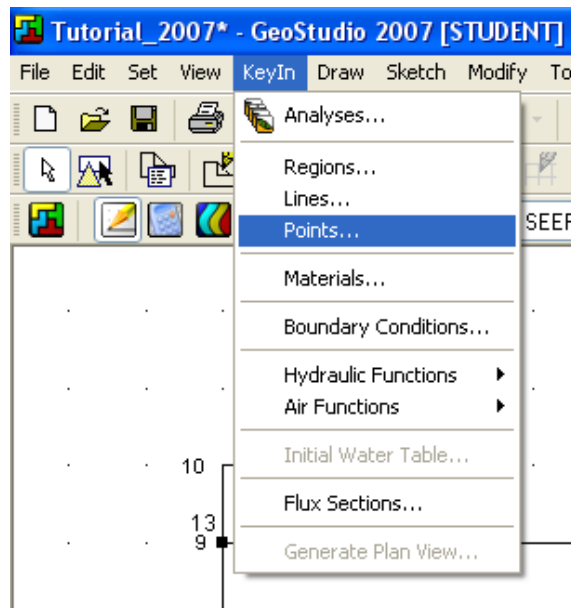 Tutorial_2007* - GeoStudio 2007 [STUDENT]
File Edit Set View KeyIn Draw Sketch Modify To
Analyses...
Regions...
Lines...
Points...
SEEP
Materials...
Boundary Conditions...
Hydraulic Functions
Air Functions
10
Initial Water Table...
Flux Sections...
13
9
Generate Plan View...